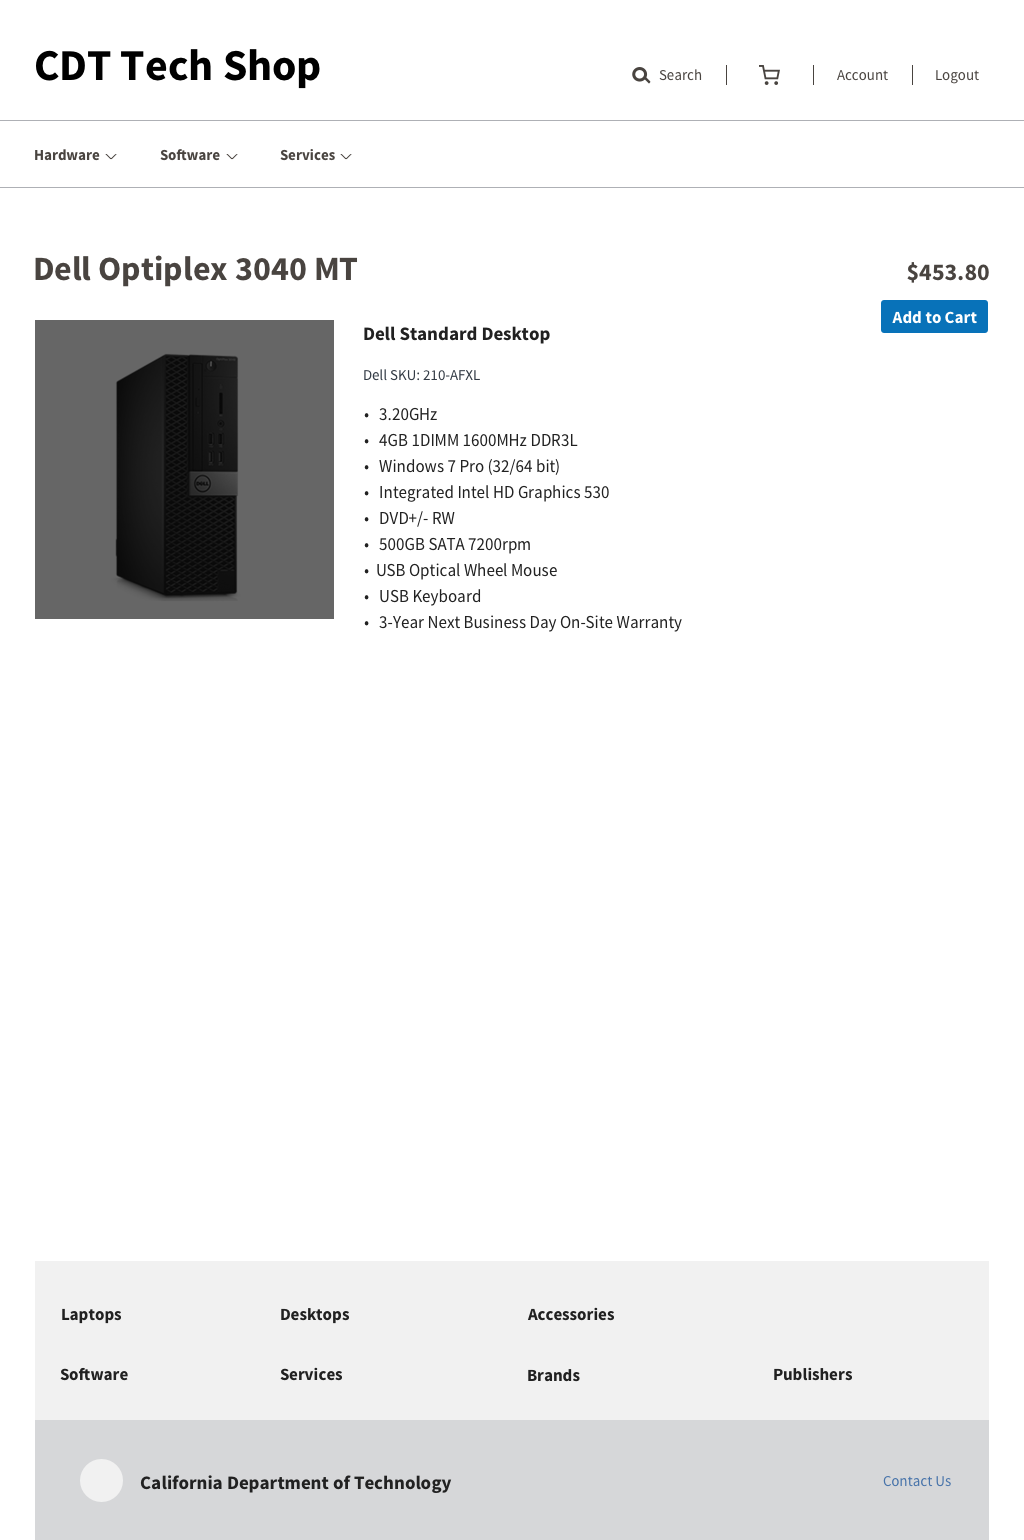 CDT Tech Shop
Search
Account
Logout
Hardware
Software
Services
Dell Optiplex 3040 MT
$453.80
Add to Cart
Dell Standard Desktop
Dell SKU: 210-AFXL
• 3.20GHz
• 4GB 1DIMM 1600MHz DDR3L
• Windows 7 Pro (32/64 bit)
• Integrated Intel HD Graphics 530
• DVD+/- RW
• 500GB SATA 7200rpm
• USB Optical Wheel Mouse
• USB Keyboard
• 3-Year Next Business Day On-Site Warranty
DELL
Laptops
Desktops
Accessories
Software
Services
Brands
Publishers
California Department of Technology
Contact Us